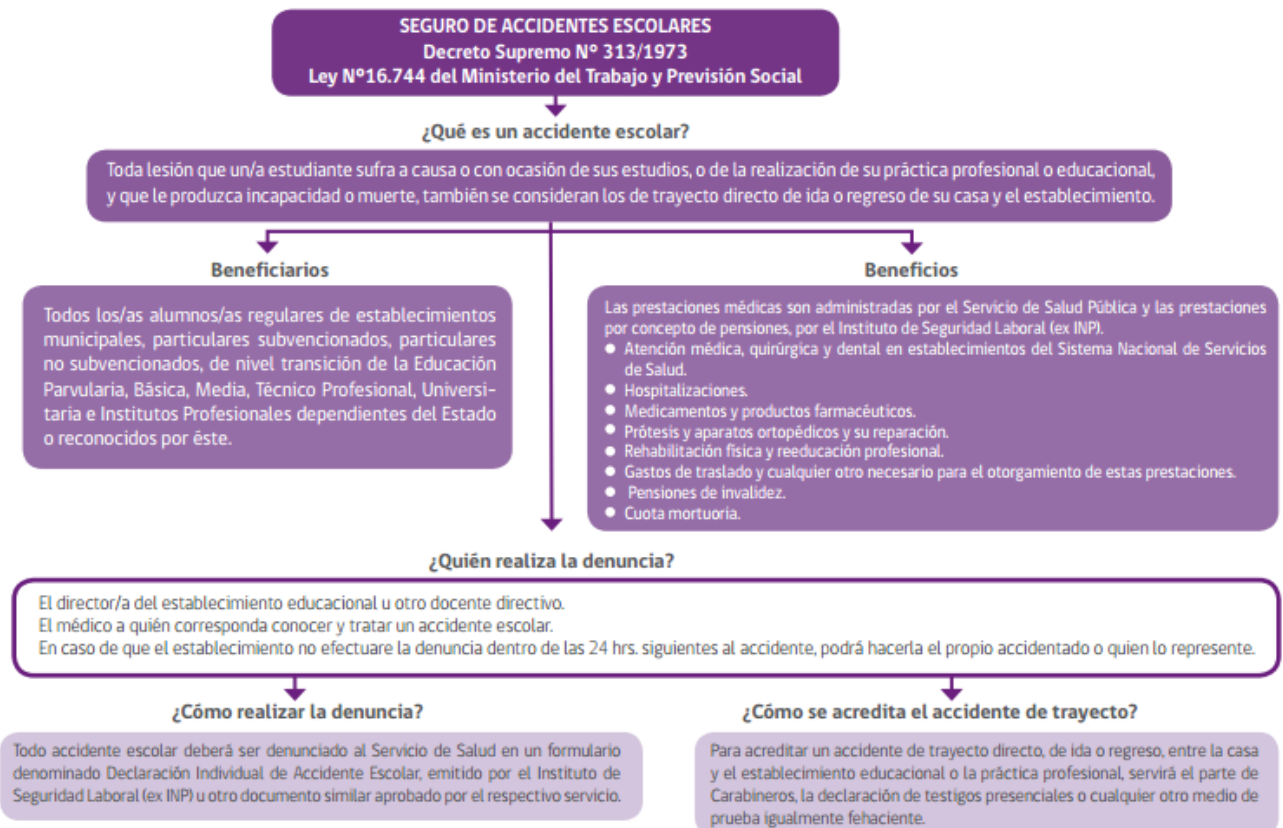 SEGURO DE ACCIDENTES ESCOLARES
Decreto Supremo Nº 313/1973
Ley Nº16.744 del Ministerio del Trabajo y Previsión Social
¿Qué es un accidente escolar?
Toda lesión que un/a estudiante sufra a causa o con ocasión de sus estudios, o de la realización de su práctica profesional o educacional,
y que le produzca incapacidad o muerte, también se consideran los de trayecto directo de ida o regreso de su casa y el establecimiento.
Beneficiarios
Todos los/as alumnos/as regulares de establecimientos
municipales, particulares subvencionados, particulares
no subvencionados, de nivel transición de la Educación
Parvularia, Básica, Media, Técnico Profesional, Universi-
taria e Institutos Profesionales dependientes del Estado
o reconocidos por éste.
Beneficios
Las prestaciones médicas son administradas por el Servicio de Salud Pública y las prestaciones
por concepto de pensiones, por el Instituto de Seguridad Laboral (ex INP).
● Atención médica, quirúrgica y dental en establecimientos del Sistema Nacional de Servicios
de Salud.
● Hospitalizaciones.
● Medicamentos y productos farmacéuticos.
● Prótesis y aparatos ortopédicos y su reparación.
● Rehabilitación física y reeducación profesional.
● Gastos de traslado y cualquier otro necesario para el otorgamiento de estas prestaciones.
● Pensiones de invalidez.
● Cuota mortuoria.
¿Quién realiza la denuncia?
El director/a del establecimiento educacional u otro docente directivo.
El médico a quién corresponda conocer y tratar un accidente escolar.
En caso de que el establecimiento no efectuare la denuncia dentro de las 24 hrs. siguientes al accidente, podrá hacerla el propio accidentado o quien lo represente.
¿Cómo realizar la denuncia?
Todo accidente escolar deberá ser denunciado al Servicio de Salud en un formulario
denominado Declaración Individual de Accidente Escolar, emitido por el Instituto de
Seguridad Laboral (ex INP) u otro documento similar aprobado por el respectivo servicio.
¿Cómo se acredita el accidente de trayecto?
Para acreditar un accidente de trayecto directo, de ida o regreso, entre la casa
y el establecimiento educacional o la práctica profesional, servirá el parte de
Carabineros, la declaración de testigos presenciales o cualquier otro medio de
prueba igualmente fehaciente.